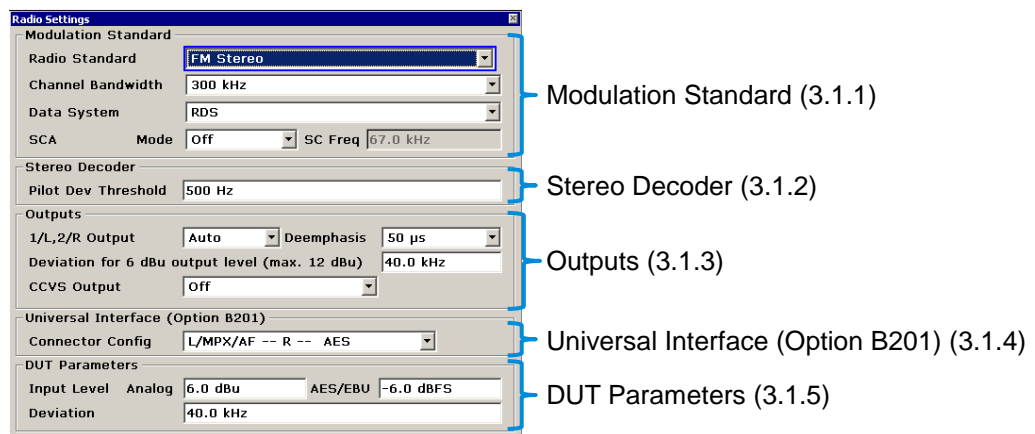 Radio Settings
Modulation Standard
Radio Standard FM Stereo
Channel Bandwidth 300 kHz
Data System RDS
SCA Mode Off SC Freq 67.0 kHz
Modulation Standard (3.1.1)
Stereo Decoder
Pilot Dev Threshold 500 Hz
Stereo Decoder (3.1.2)
Outputs
1/L,2/R Output Auto Deemphasis 50 µs
Deviation for 6 dBu output level (max. 12 dBu) 40.0 kHz
CCVS Output Off
Outputs (3.1.3)
Universal Interface (Option B201)
Connector Config L/MPX/AF -- R -- AES
Universal Interface (Option B201) (3.1.4)
DUT Parameters
Input Level Analog 6.0 dBu AES/EBU -6.0 dBFS
Deviation 40.0 kHz
DUT Parameters (3.1.5)